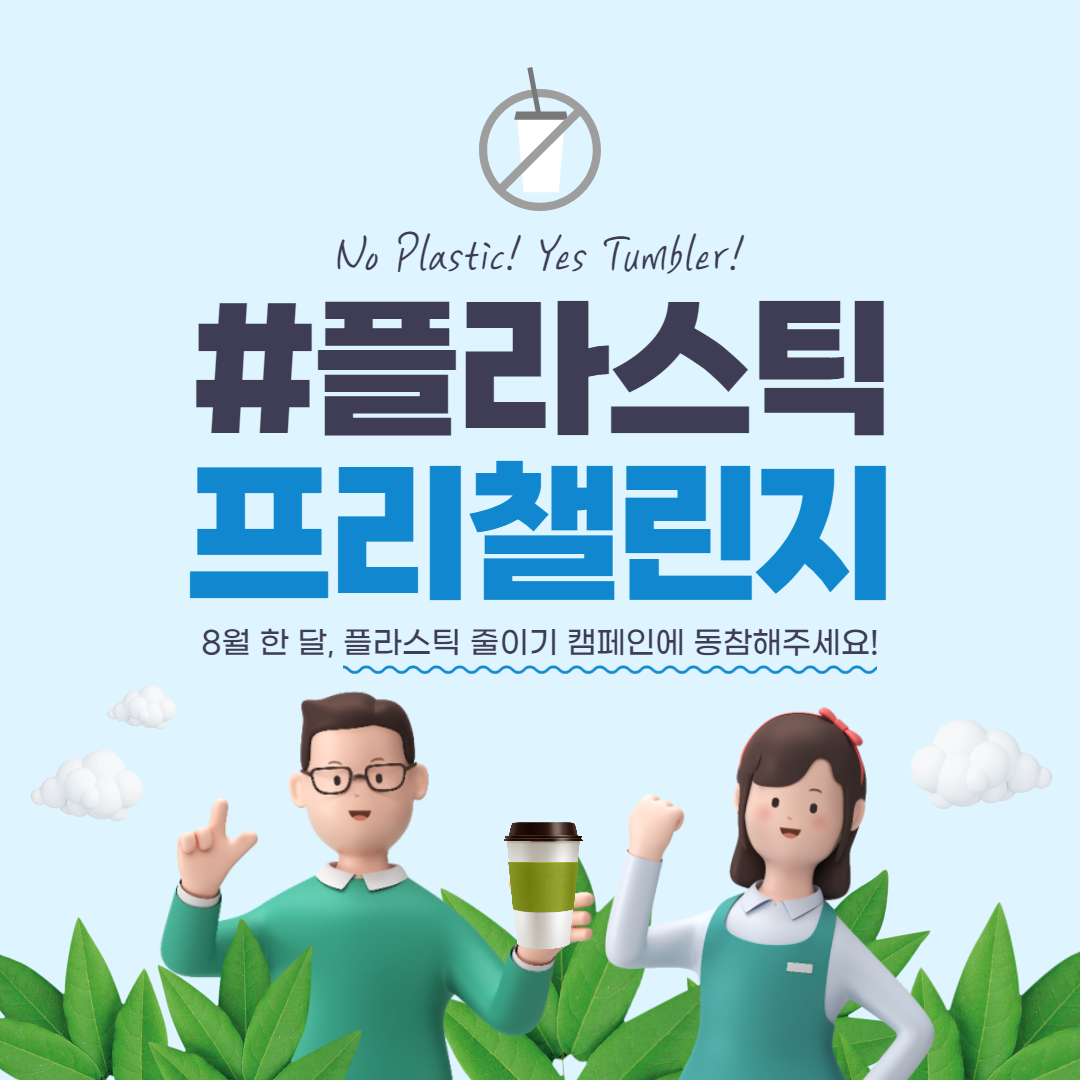 No Plastic! Yes Tumbler!
#플라스틱
프리챌린지
8월 한 달, 플라스틱 줄이기 캠페인에 동참해주세요!